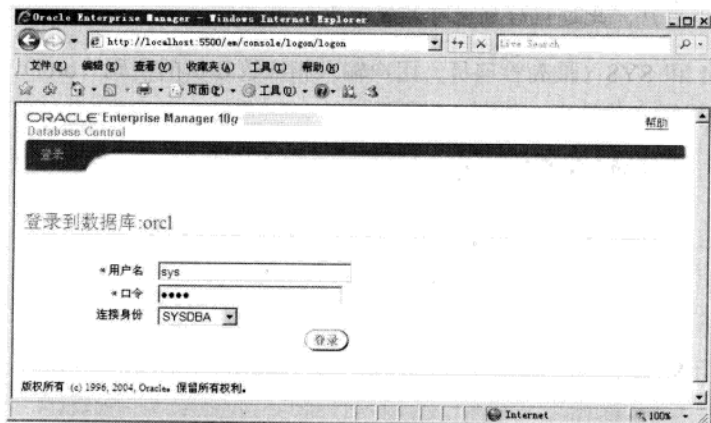 Oracle Enterprise Manager - Windows Internet Explorer
http://localhost:5500/em/console/logon/logon
Live Search
文件(F) 编辑(E) 查看(V) 收藏夹(A) 工具(T) 帮助(H)
页面(P) 工具(O)
ORACLE Enterprise Manager 10g
Database Control
帮助
登录
登录到数据库:orcl
*用户名 sys
*口令 ••••
连接身份 SYSDBA
登录
版权所有 (c) 1996, 2004, Oracle。保留所有权利。
Internet 100%